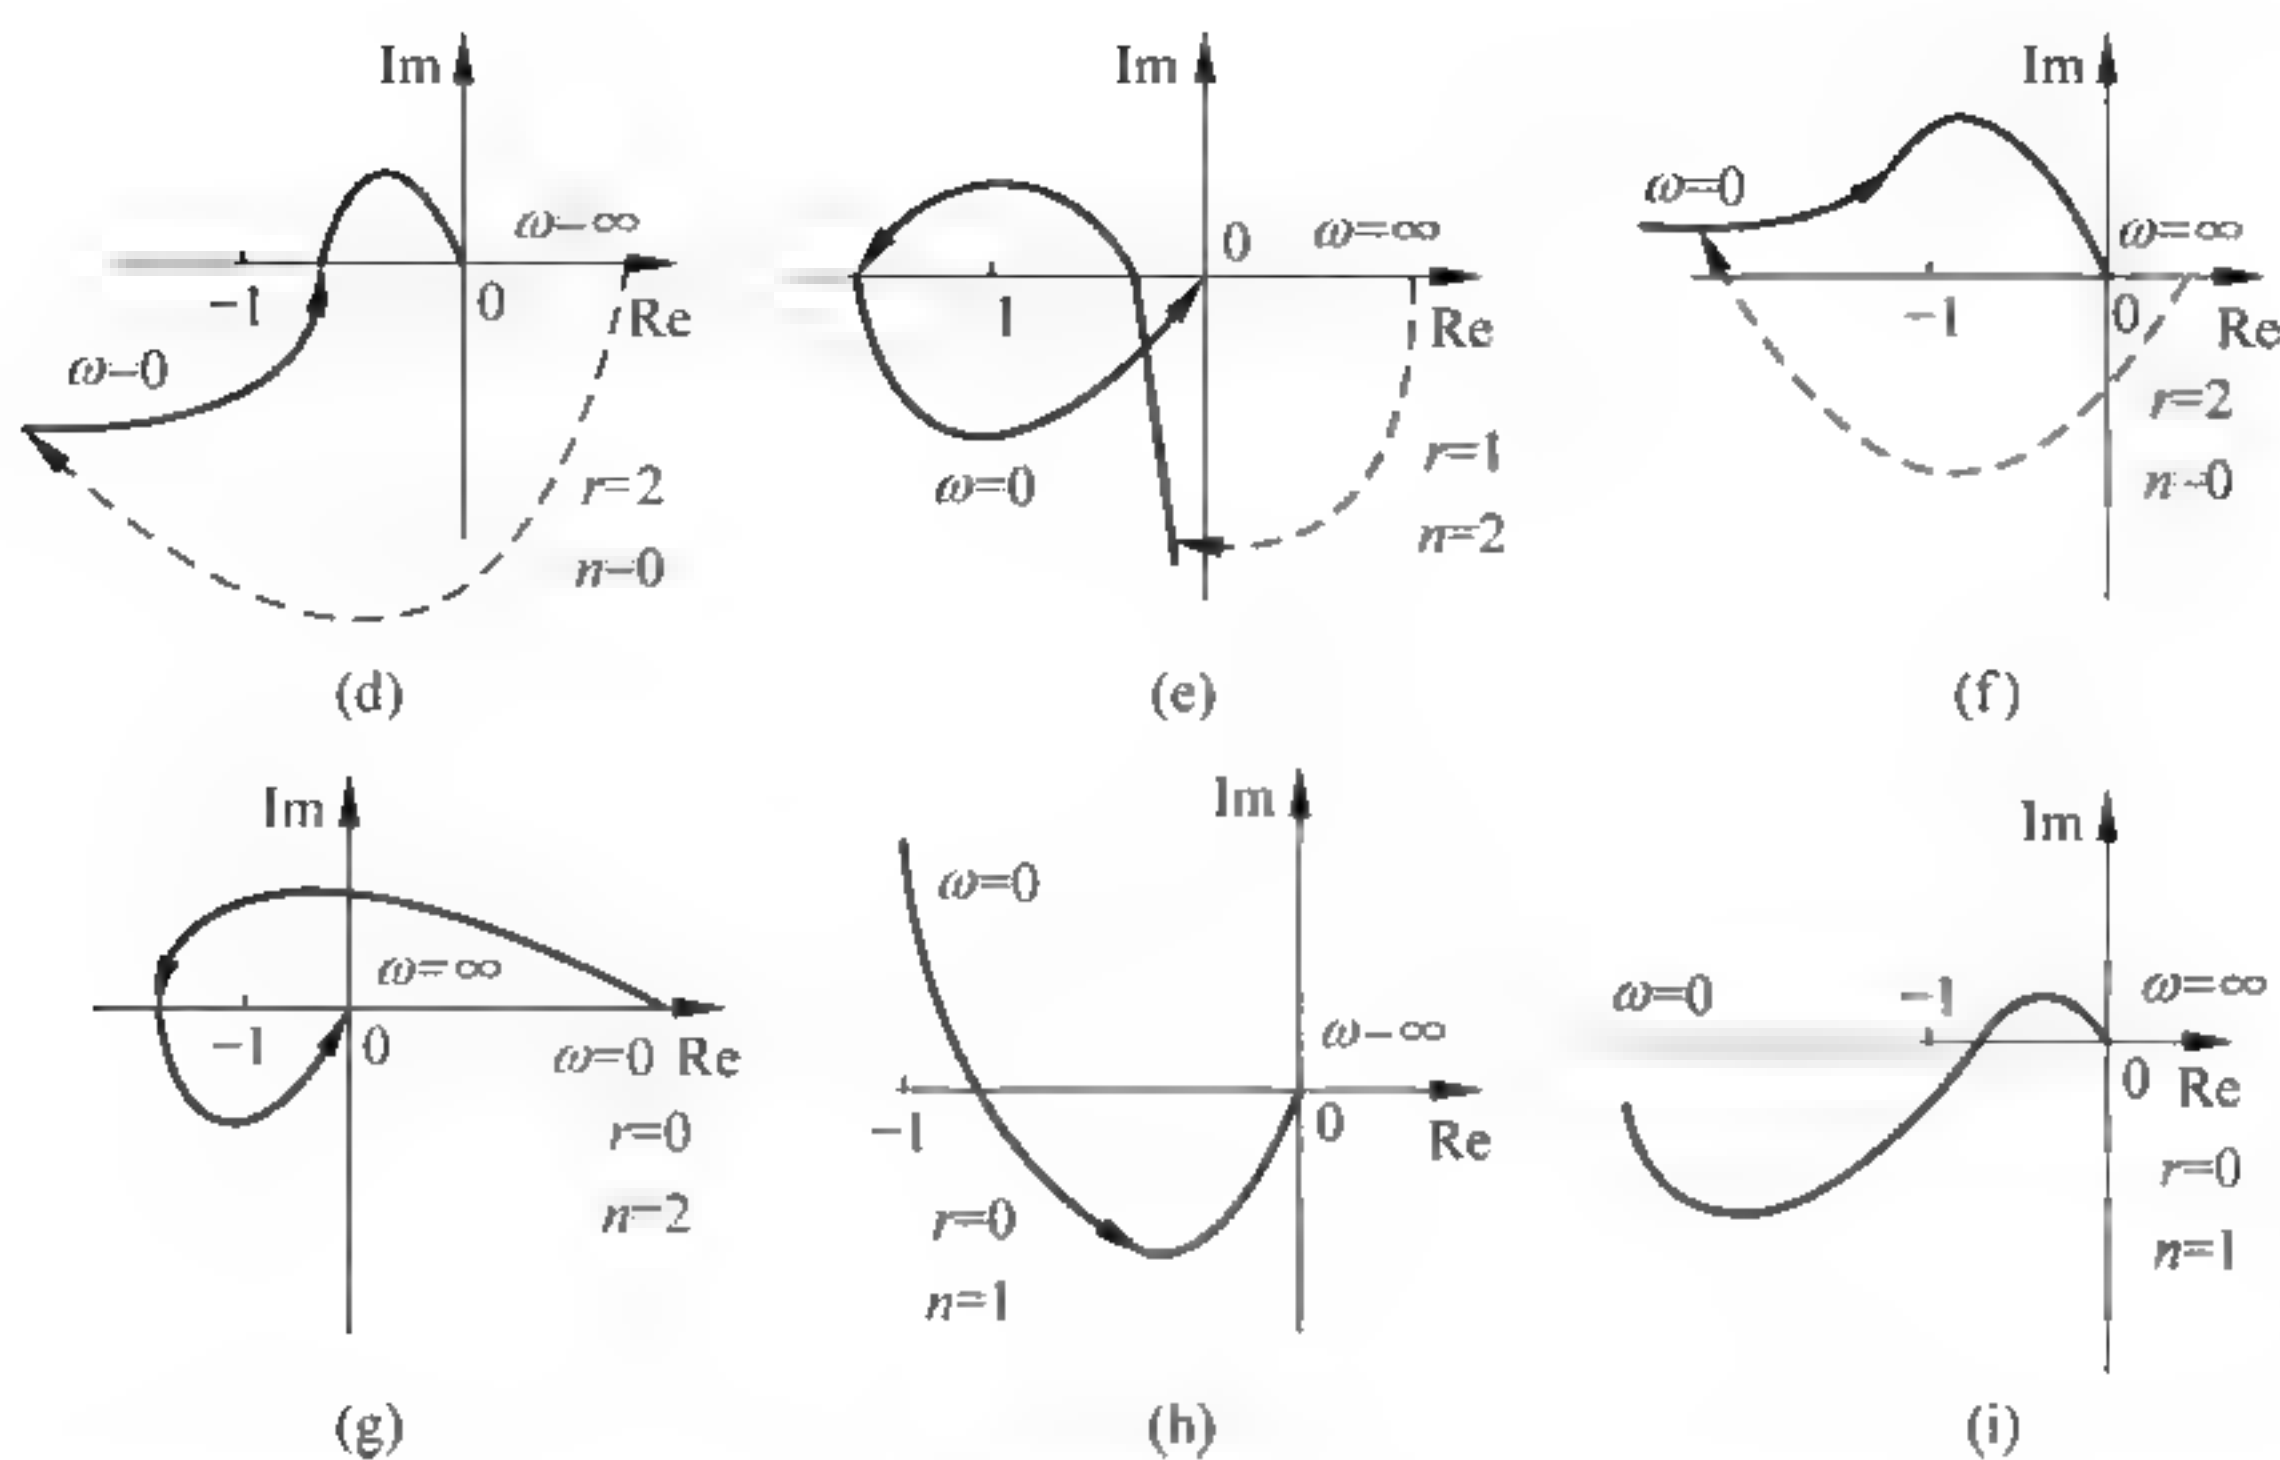 Im
ω=∞
-1
0
Re
ω=0
r=2
n=0
(d)
Im
0
ω=∞
1
Re
r=1
ω=0
n=2
(e)
Im
ω=0
ω=∞
-1
0
Re
r=2
n=0
(f)
Im
ω=∞
-1
0
ω=0
Re
r=0
n=2
(g)
Im
ω=0
ω=∞
-1
0
Re
r=0
n=1
(h)
Im
ω=0
-1
ω=∞
0
Re
r=0
n=1
(i)